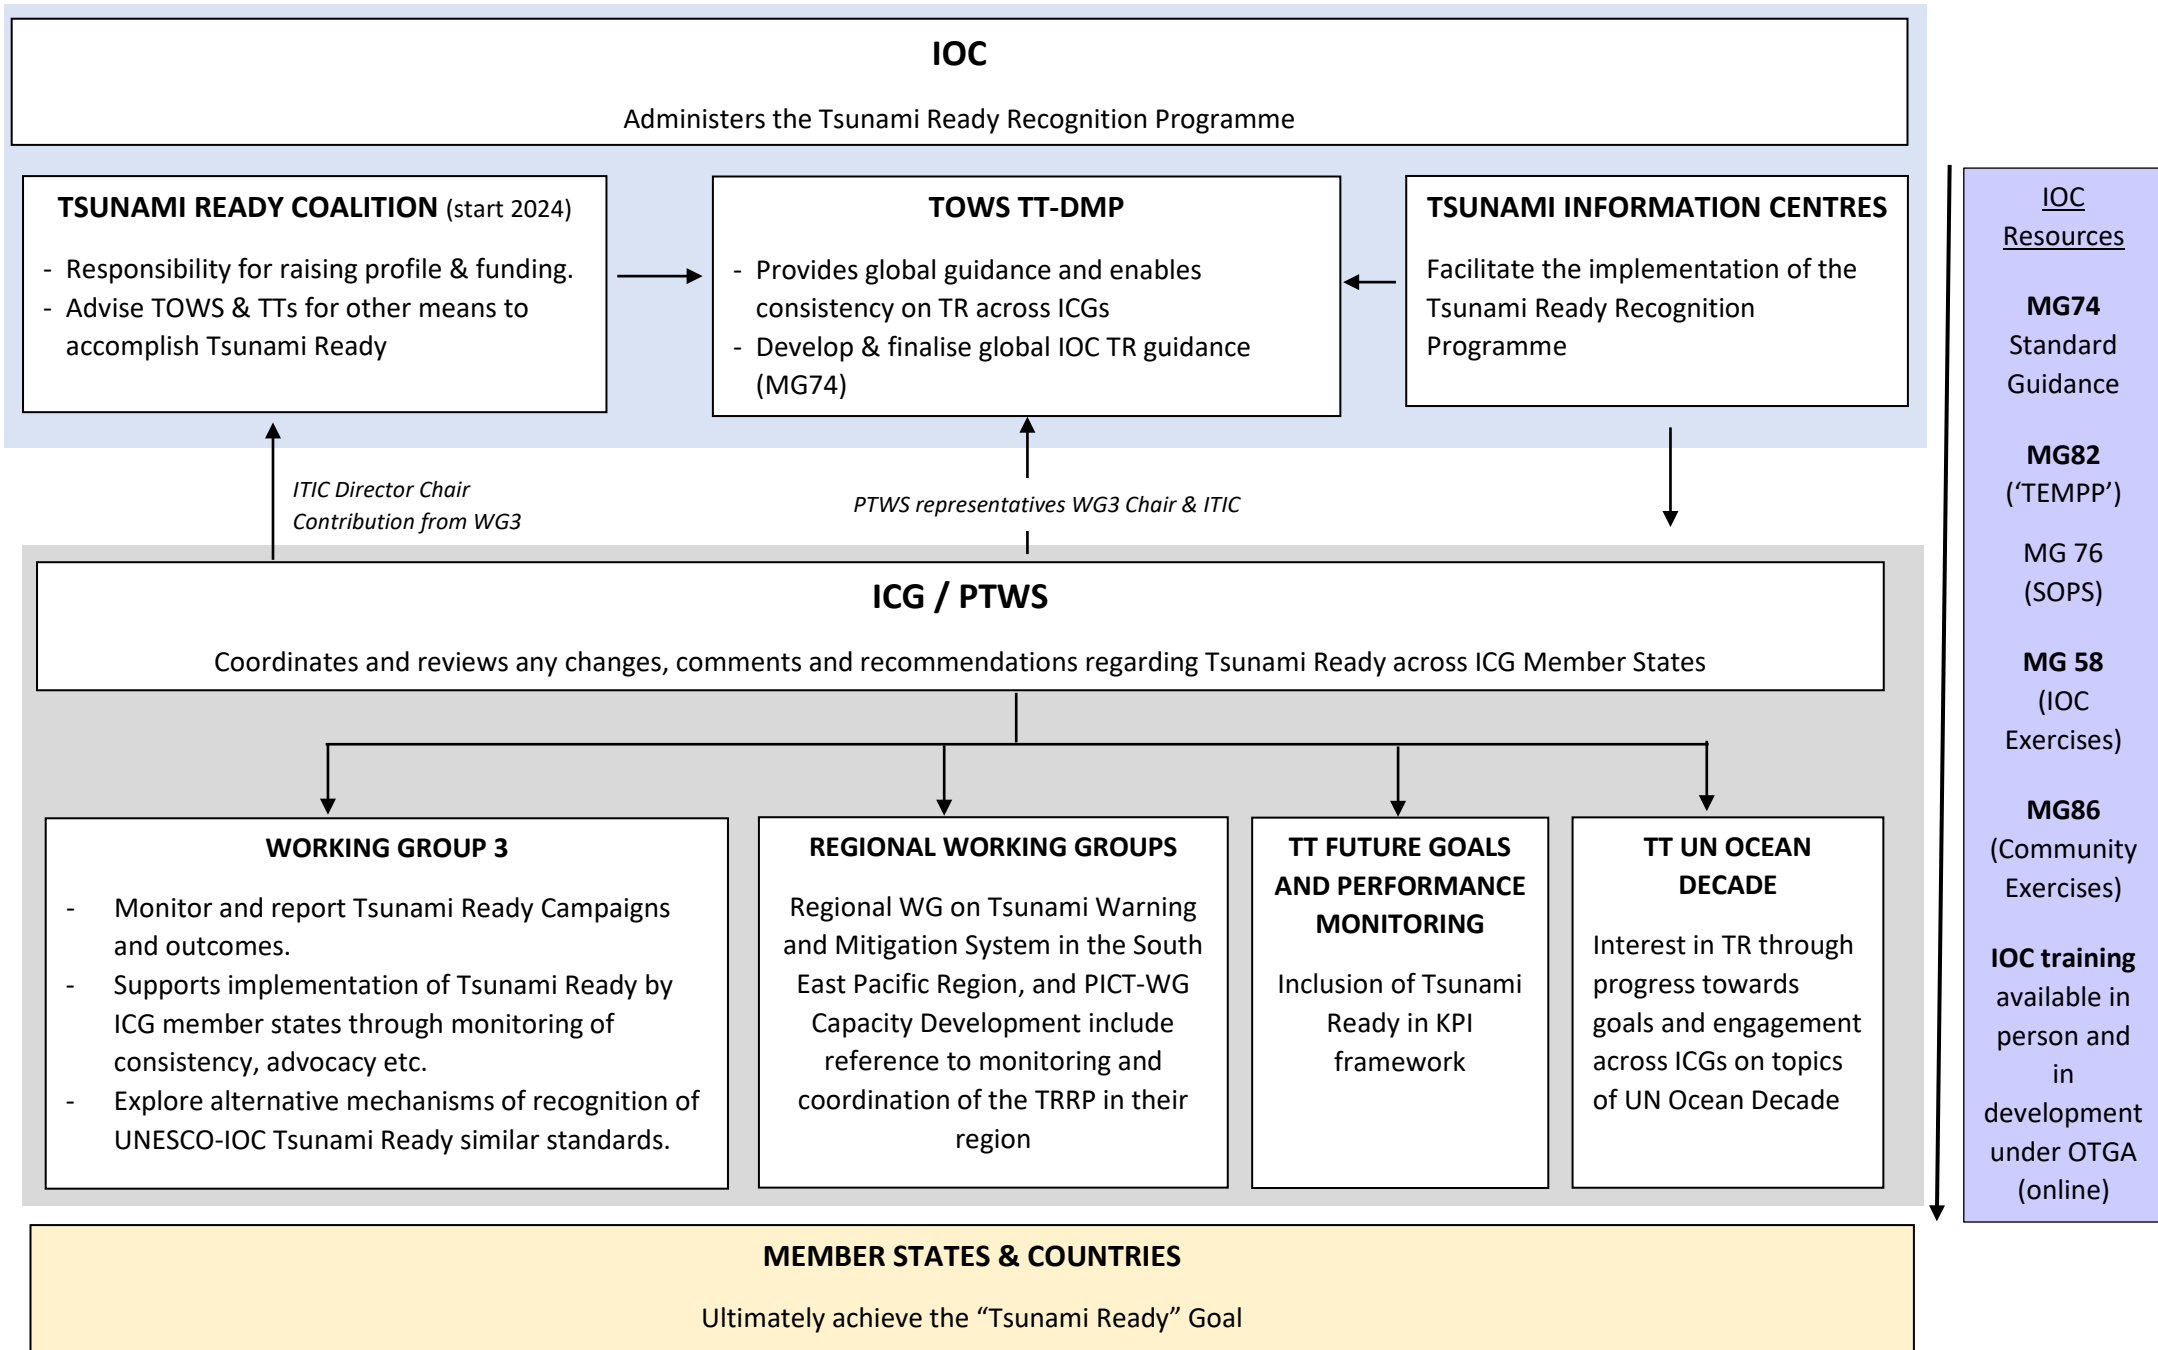 IOC
Administers the Tsunami Ready Recognition Programme
TSUNAMI READY COALITION (start 2024)
- Responsibility for raising profile & funding.
- Advise TOWS & TTs for other means to
accomplish Tsunami Ready
TOWS TT-DMP
- Provides global guidance and enables
consistency on TR across ICGs
- Develop & finalise global IOC TR guidance
(MG74)
TSUNAMI INFORMATION CENTRES
Facilitate the implementation of the
Tsunami Ready Recognition
Programme
ITIC Director Chair
Contribution from WG3
PTWS representatives WG3 Chair & ITIC
ICG / PTWS
Coordinates and reviews any changes, comments and recommendations regarding Tsunami Ready across ICG Member States
WORKING GROUP 3
- Monitor and report Tsunami Ready Campaigns
and outcomes.
- Supports implementation of Tsunami Ready by
ICG member states through monitoring of
consistency, advocacy etc.
- Explore alternative mechanisms of recognition of
UNESCO-IOC Tsunami Ready similar standards.
REGIONAL WORKING GROUPS
Regional WG on Tsunami Warning
and Mitigation System in the South
East Pacific Region, and PICT-WG
Capacity Development include
reference to monitoring and
coordination of the TRRP in their
region
TT FUTURE GOALS
AND PERFORMANCE
MONITORING
Inclusion of Tsunami
Ready in KPI
framework
TT UN OCEAN
DECADE
Interest in TR through
progress towards
goals and engagement
across ICGs on topics
of UN Ocean Decade
MEMBER STATES & COUNTRIES
Ultimately achieve the “Tsunami Ready” Goal
IOC
Resources
MG74
Standard
Guidance
MG82
(‘TEMPP’)
MG 76
(SOPS)
MG 58
(IOC
Exercises)
MG86
(Community
Exercises)
IOC training
available in
person and
in
development
under OTGA
(online)